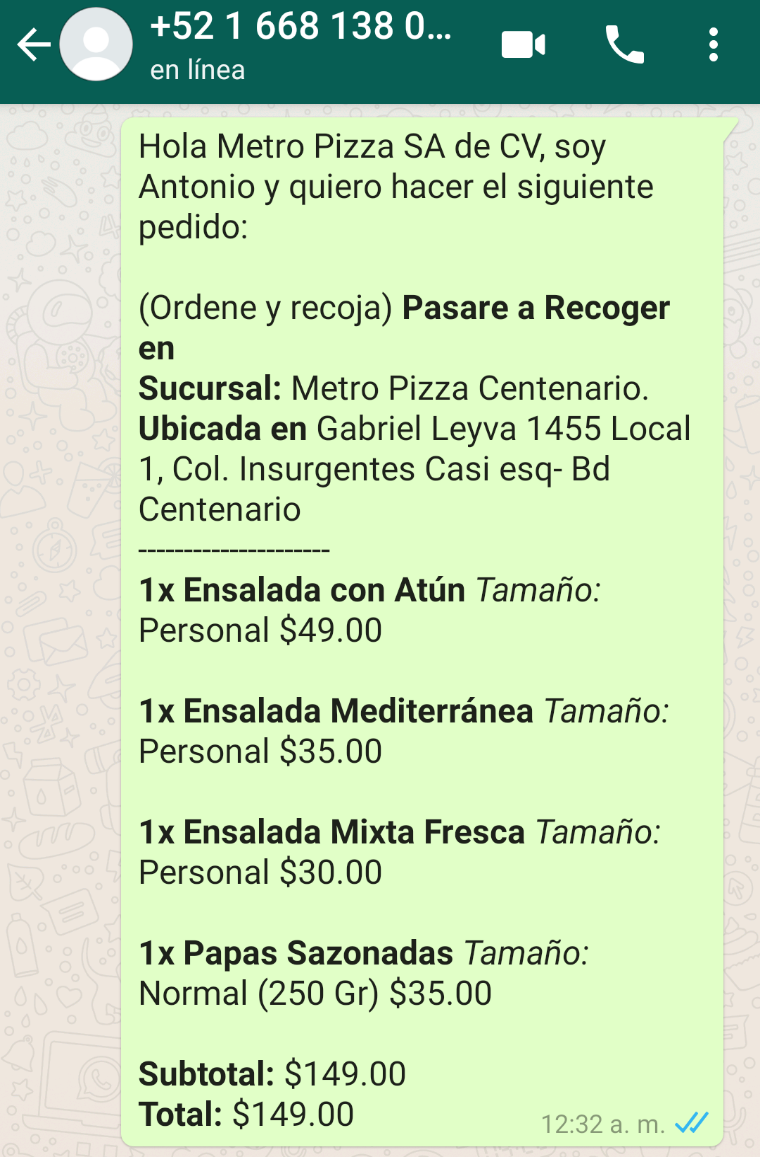 +52 1 668 138 0...
en línea
Hola Metro Pizza SA de CV, soy
Antonio y quiero hacer el siguiente
pedido:
(Ordene y recoja) Pasare a Recoger
en
Sucursal: Metro Pizza Centenario.
Ubicada en Gabriel Leyva 1455 Local
1, Col. Insurgentes Casi esq- Bd
Centenario
---------------------
1x Ensalada con Atún Tamaño:
Personal $49.00
1x Ensalada Mediterránea Tamaño:
Personal $35.00
1x Ensalada Mixta Fresca Tamaño:
Personal $30.00
1x Papas Sazonadas Tamaño:
Normal (250 Gr) $35.00
Subtotal: $149.00
Total: $149.00
12:32 a. m.